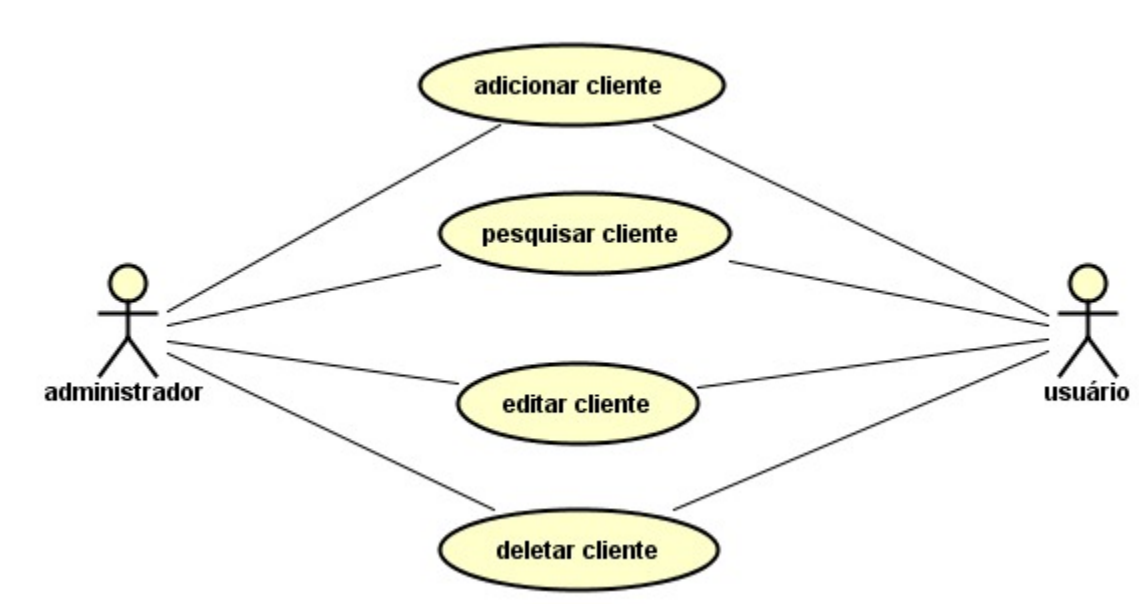 adicionar cliente
pesquisar cliente
administrador
usuário
editar cliente
deletar cliente